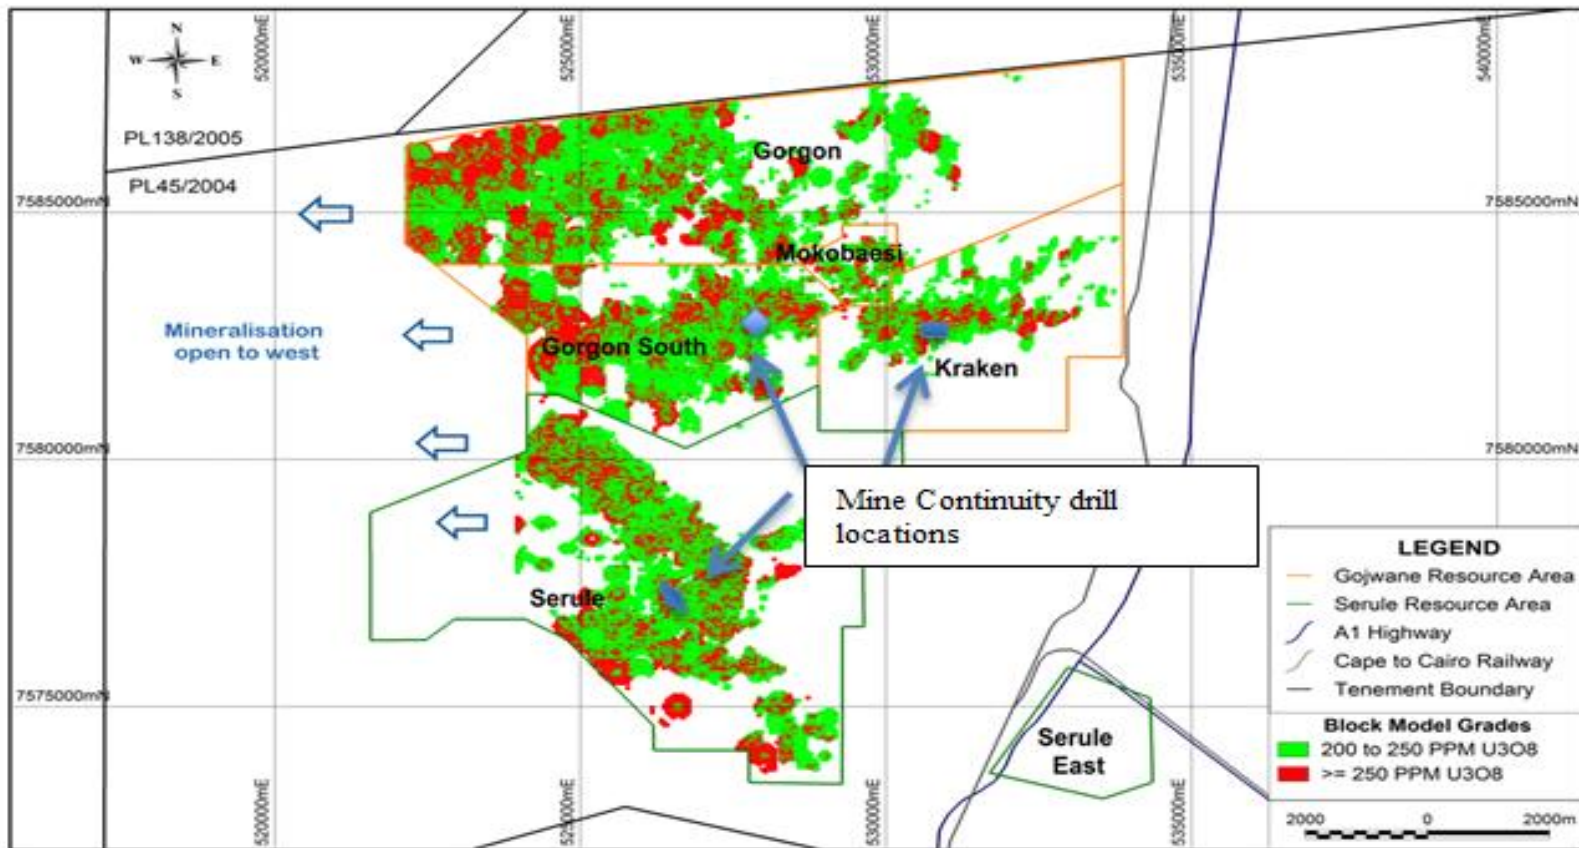 N
W E
S
520000mE
525000mE
530000mE
535000mE
540000mE
PL138/2005
PL45/2004
Gorgon
7585000mN
7585000mN
Mokobaesi
Mineralisation
open to west
Gorgon South
Kraken
7580000mN
7580000mN
Mine Continuity drill
locations
Serule
7575000mN
Serule
East
520000mE
525000mE
530000mE
535000mE
LEGEND
Gojwane Resource Area
Serule Resource Area
A1 Highway
Cape to Cairo Railway
Tenement Boundary
Block Model Grades
200 to 250 PPM U3O8
>= 250 PPM U3O8
2000 0 2000m